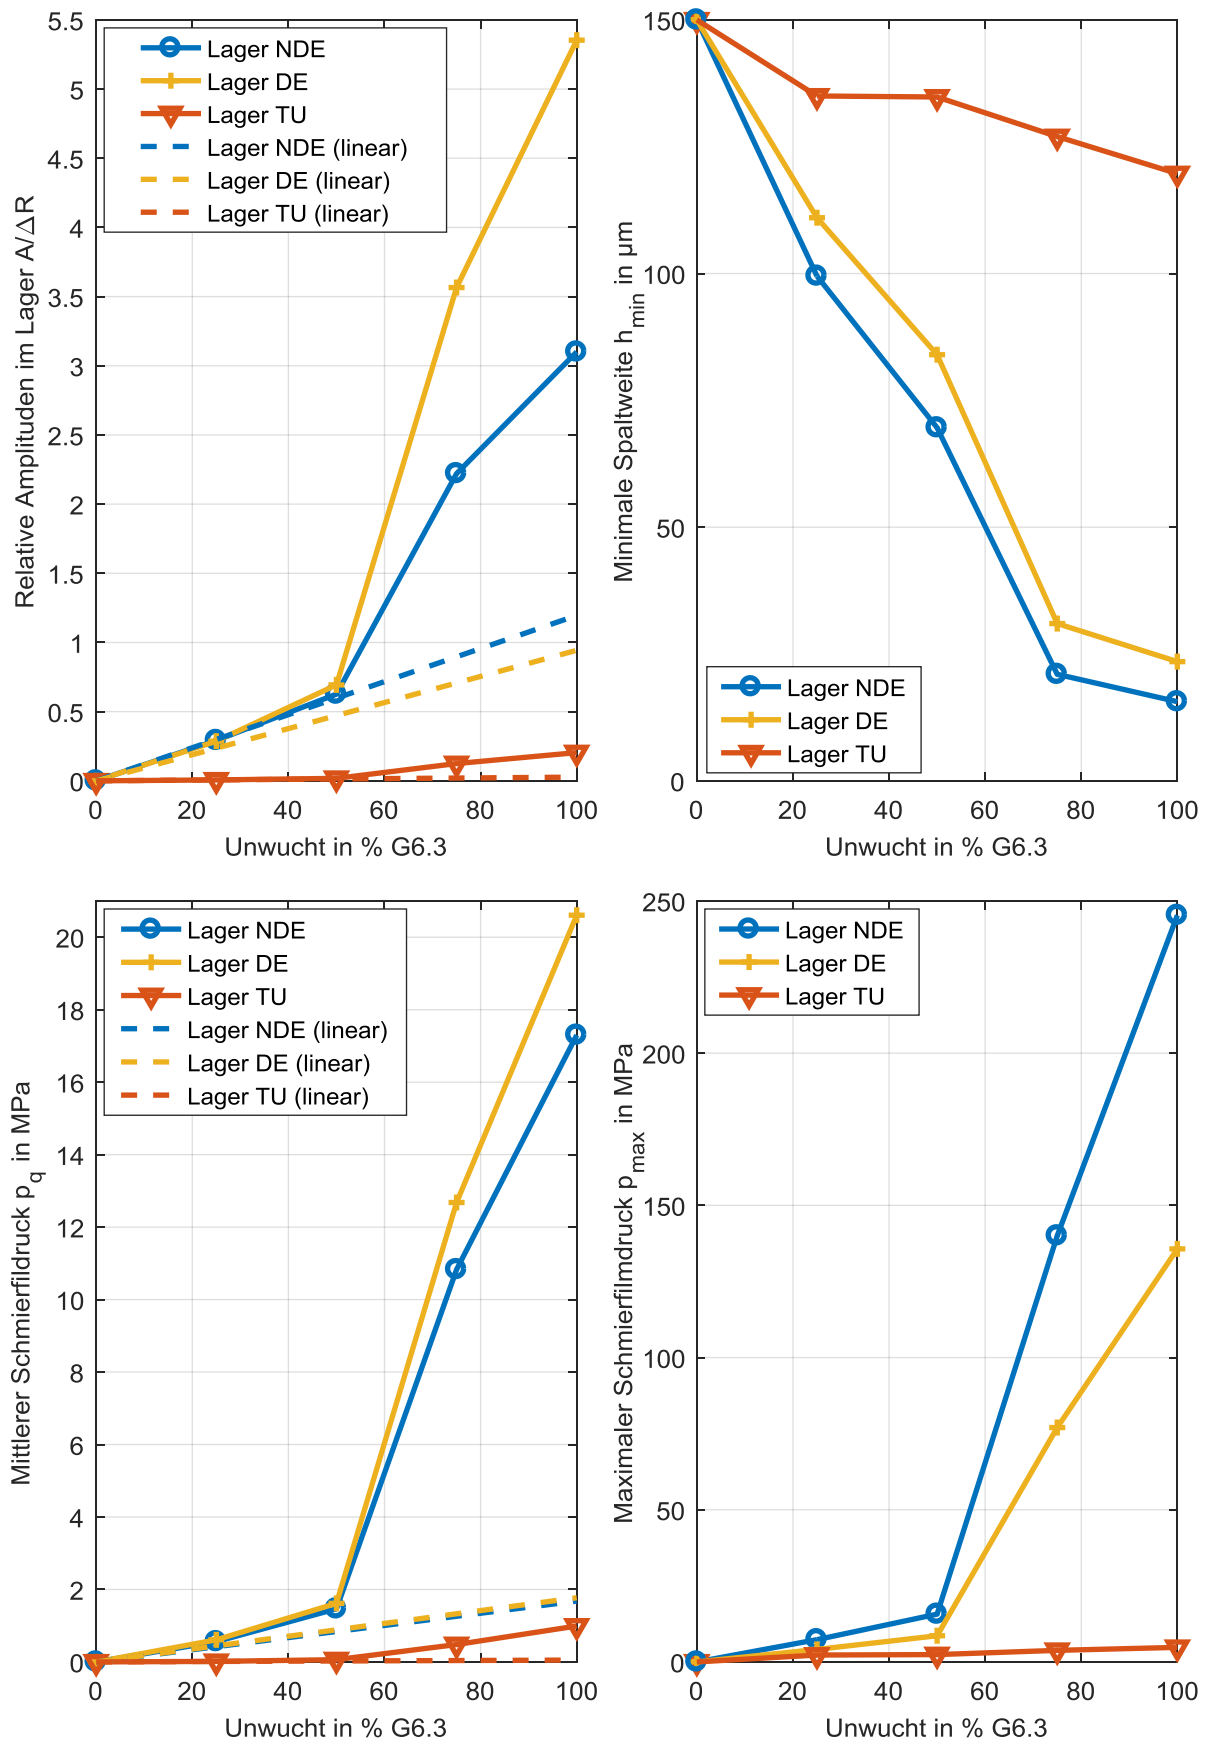 5.5
5
4.5
4
3.5
3
2.5
2
1.5
1
0.5
0
Relative Amplituden im Lager A/ΔR
Lager NDE
Lager DE
Lager TU
Lager NDE (linear)
Lager DE (linear)
Lager TU (linear)
0 20 40 60 80 100
Unwucht in % G6.3
150
100
50
0
Minimale Spaltweite h_min in µm
Lager NDE
Lager DE
Lager TU
0 20 40 60 80 100
Unwucht in % G6.3
20
18
16
14
12
10
8
6
4
2
0
Mittlerer Schmierfildruck p_q in MPa
Lager NDE
Lager DE
Lager TU
Lager NDE (linear)
Lager DE (linear)
Lager TU (linear)
0 20 40 60 80 100
Unwucht in % G6.3
250
200
150
100
50
0
Maximaler Schmierfilmdruck p_max in MPa
Lager NDE
Lager DE
Lager TU
0 20 40 60 80 100
Unwucht in % G6.3